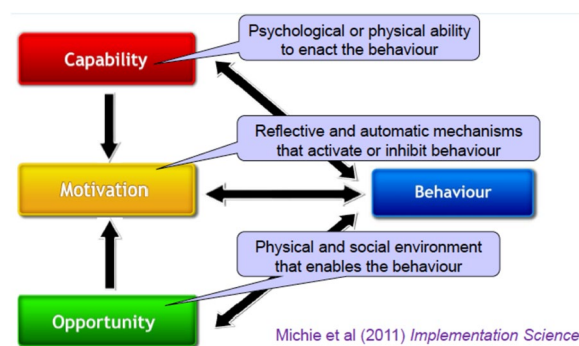 Psychological or physical ability
to enact the behaviour
Capability
Reflective and automatic mechanisms
that activate or inhibit behaviour
Motivation
Behaviour
Physical and social environment
that enables the behaviour
Opportunity
Michie et al (2011) Implementation Science